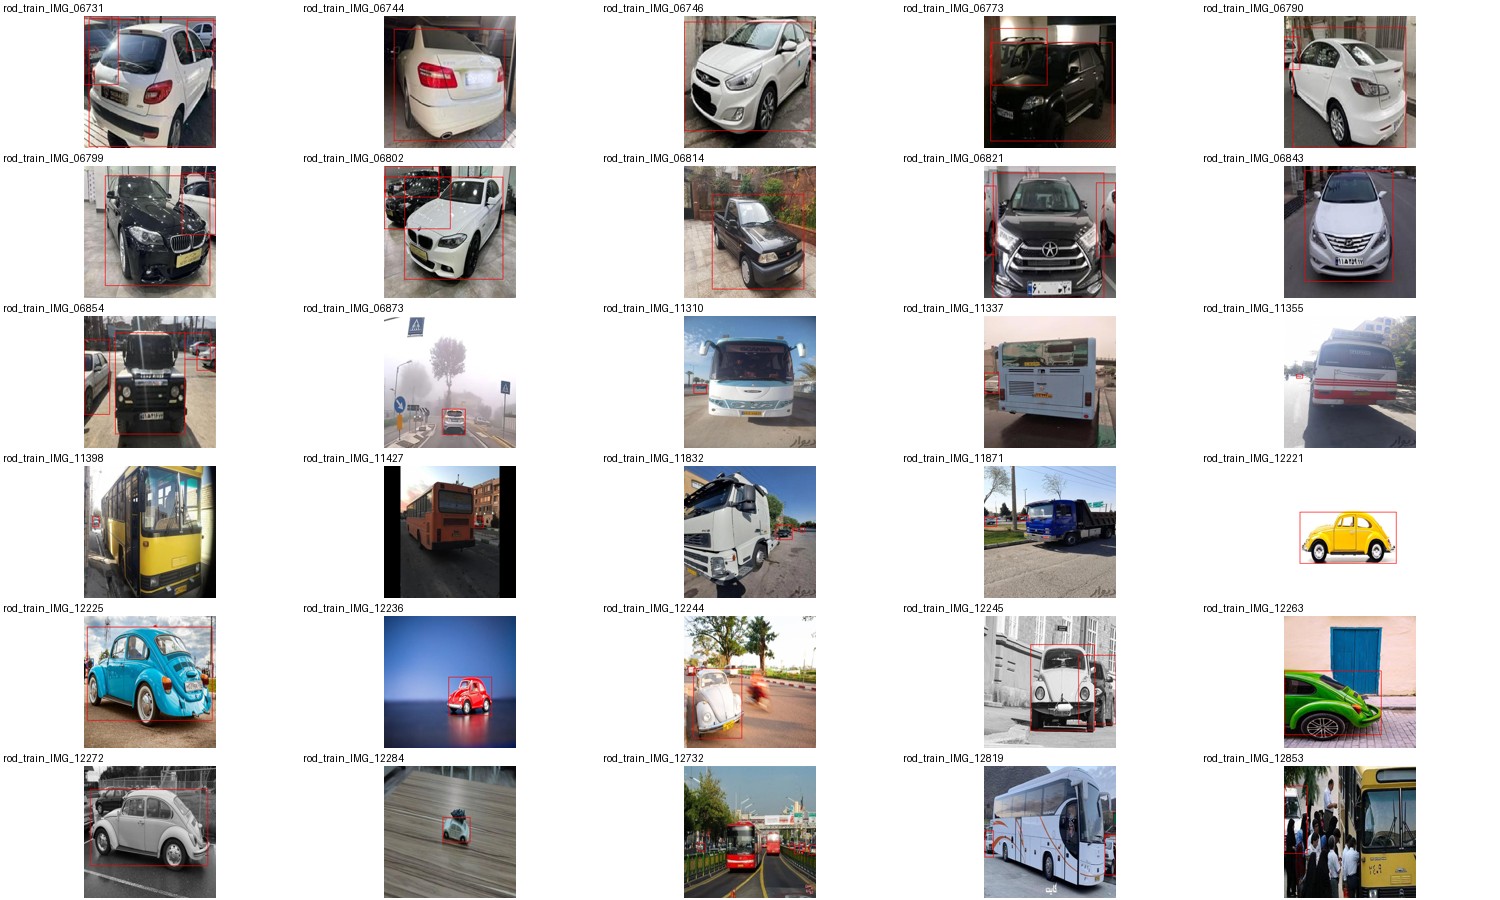 rod_train_IMG_06731
rod_train_IMG_06744
rod_train_IMG_06746
rod_train_IMG_06773
rod_train_IMG_06790
rod_train_IMG_06799
rod_train_IMG_06802
rod_train_IMG_06814
rod_train_IMG_06821
rod_train_IMG_06843
rod_train_IMG_06854
rod_train_IMG_06873
rod_train_IMG_11310
rod_train_IMG_11337
rod_train_IMG_11355
rod_train_IMG_11398
rod_train_IMG_11427
rod_train_IMG_11832
rod_train_IMG_11871
rod_train_IMG_12221
rod_train_IMG_12225
rod_train_IMG_12236
rod_train_IMG_12244
rod_train_IMG_12245
rod_train_IMG_12263
rod_train_IMG_12272
rod_train_IMG_12284
rod_train_IMG_12732
rod_train_IMG_12819
rod_train_IMG_12853